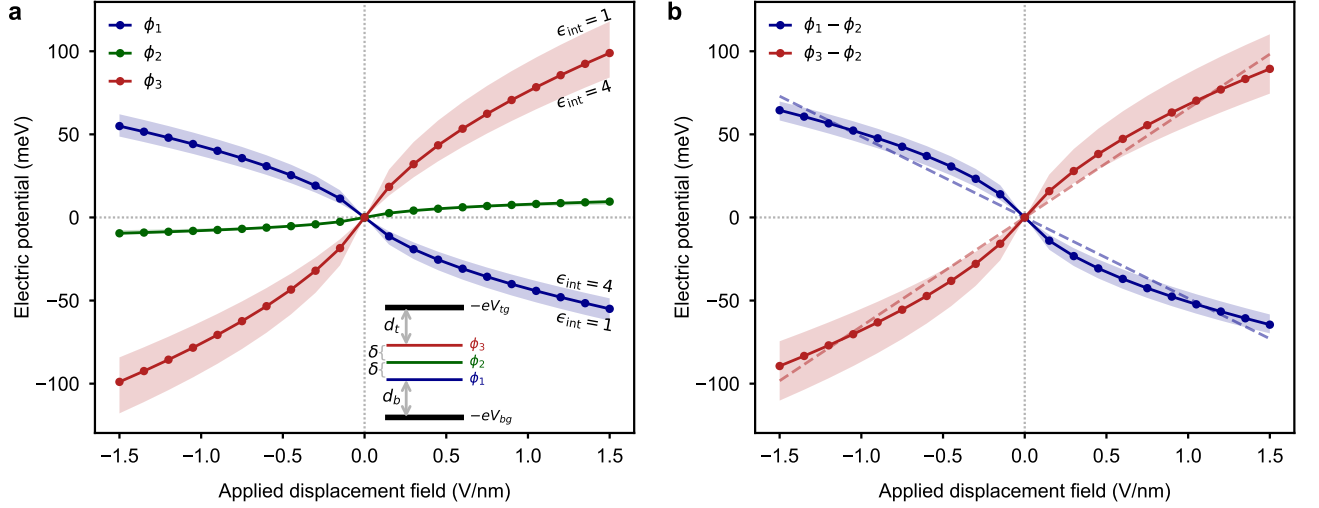 a
ϕ1
ϕ2
ϕ3
ϵint = 1
ϵint = 4
ϵint = 4
ϵint = 1
100
50
0
−50
−100
Electric potential (meV)
−1.5
−1.0
−0.5
0.0
0.5
1.0
1.5
Applied displacement field (V/nm)
−eVtg
dt
δ
ϕ3
ϕ2
δ
ϕ1
db
−eVbg
b
ϕ1 − ϕ2
ϕ3 − ϕ2
100
50
0
−50
−100
Electric potential (meV)
−1.5
−1.0
−0.5
0.0
0.5
1.0
1.5
Applied displacement field (V/nm)